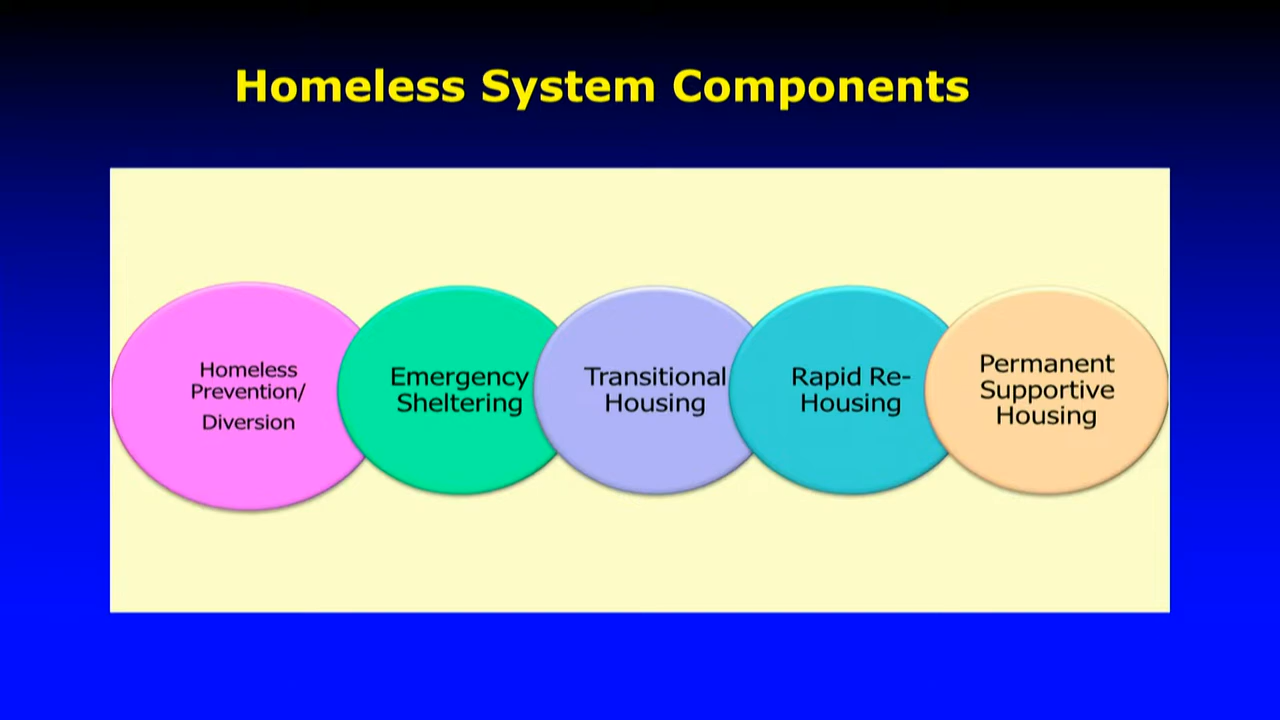 Homeless System Components
Homeless
Prevention/
Diversion
Emergency
Sheltering
Transitional
Housing
Rapid Re-
Housing
Permanent
Supportive
Housing